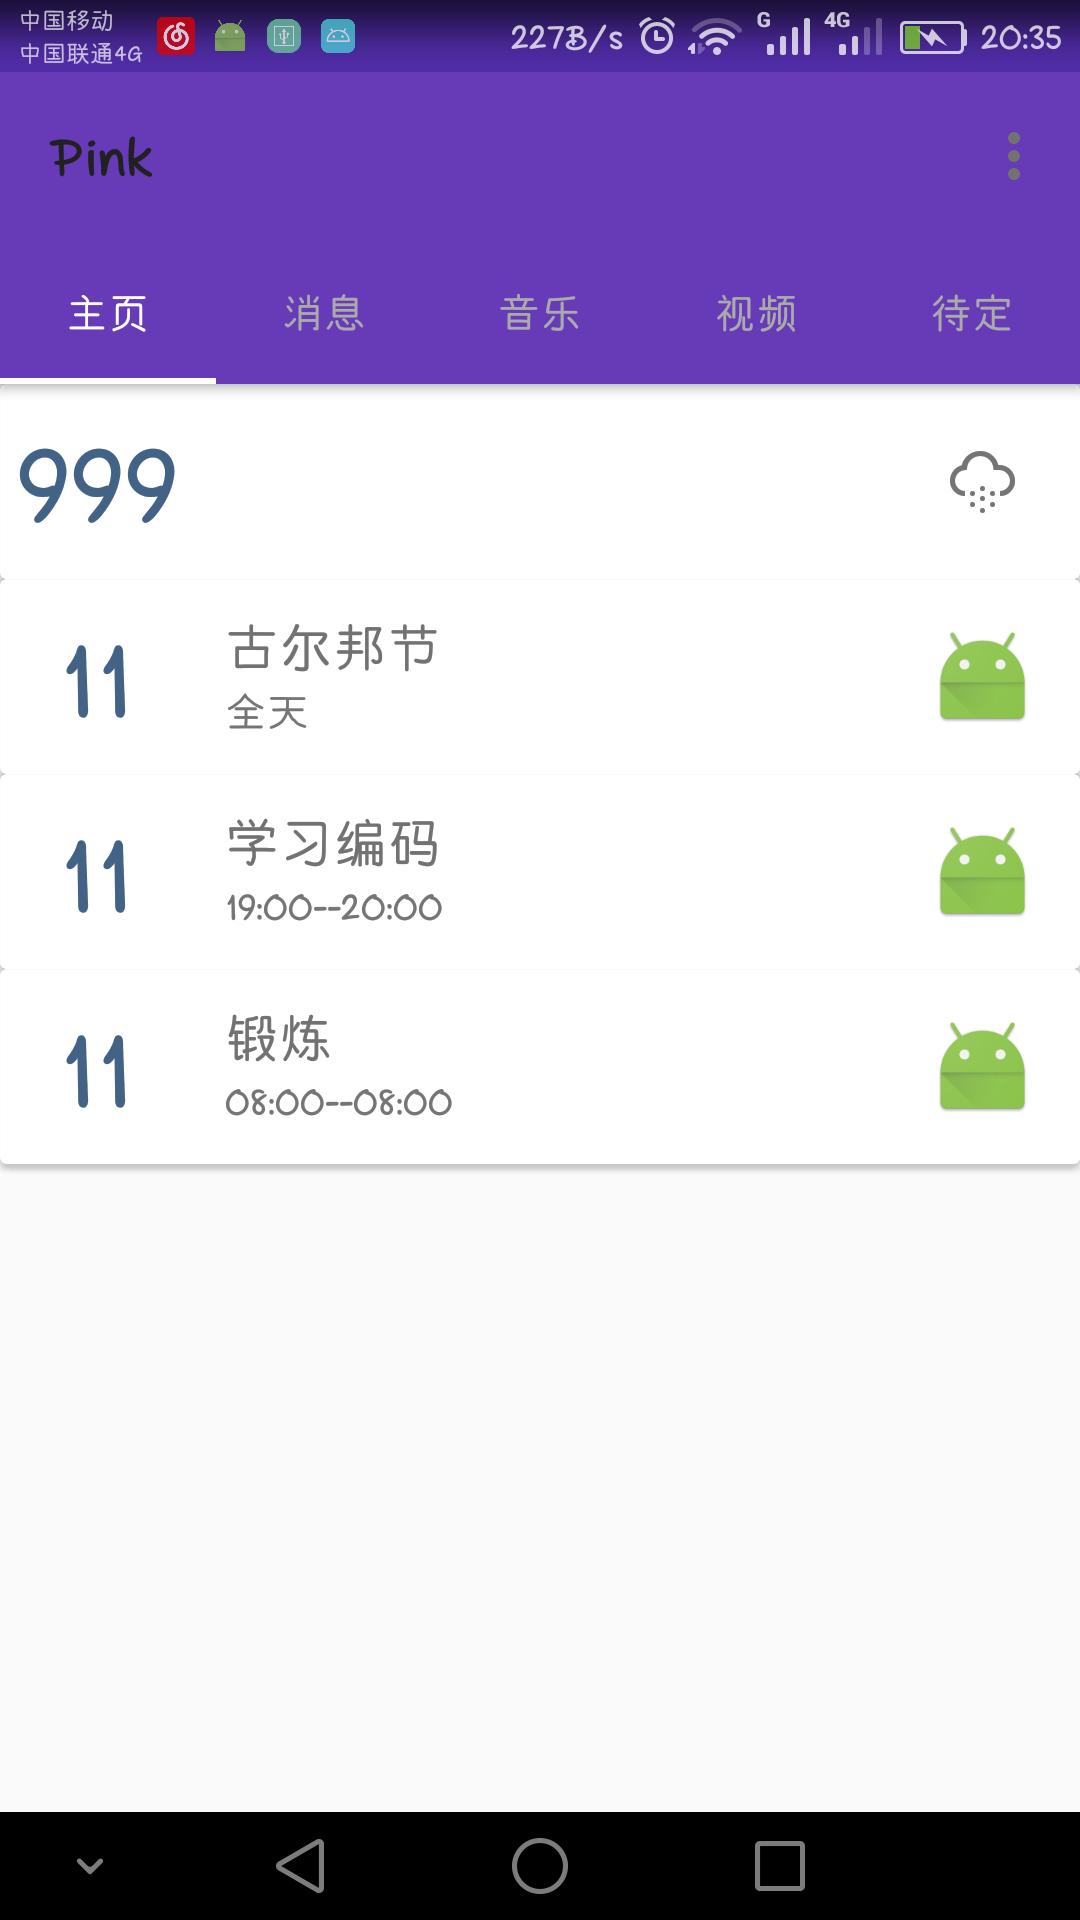 中国移动
中国联通4G
227B/s
G
4G
20:35
Pink
主页 消息 音乐 视频 待定
999
11 古尔邦节
全天
11 学习编码
19:00--20:00
11 锻炼
08:00--08:00